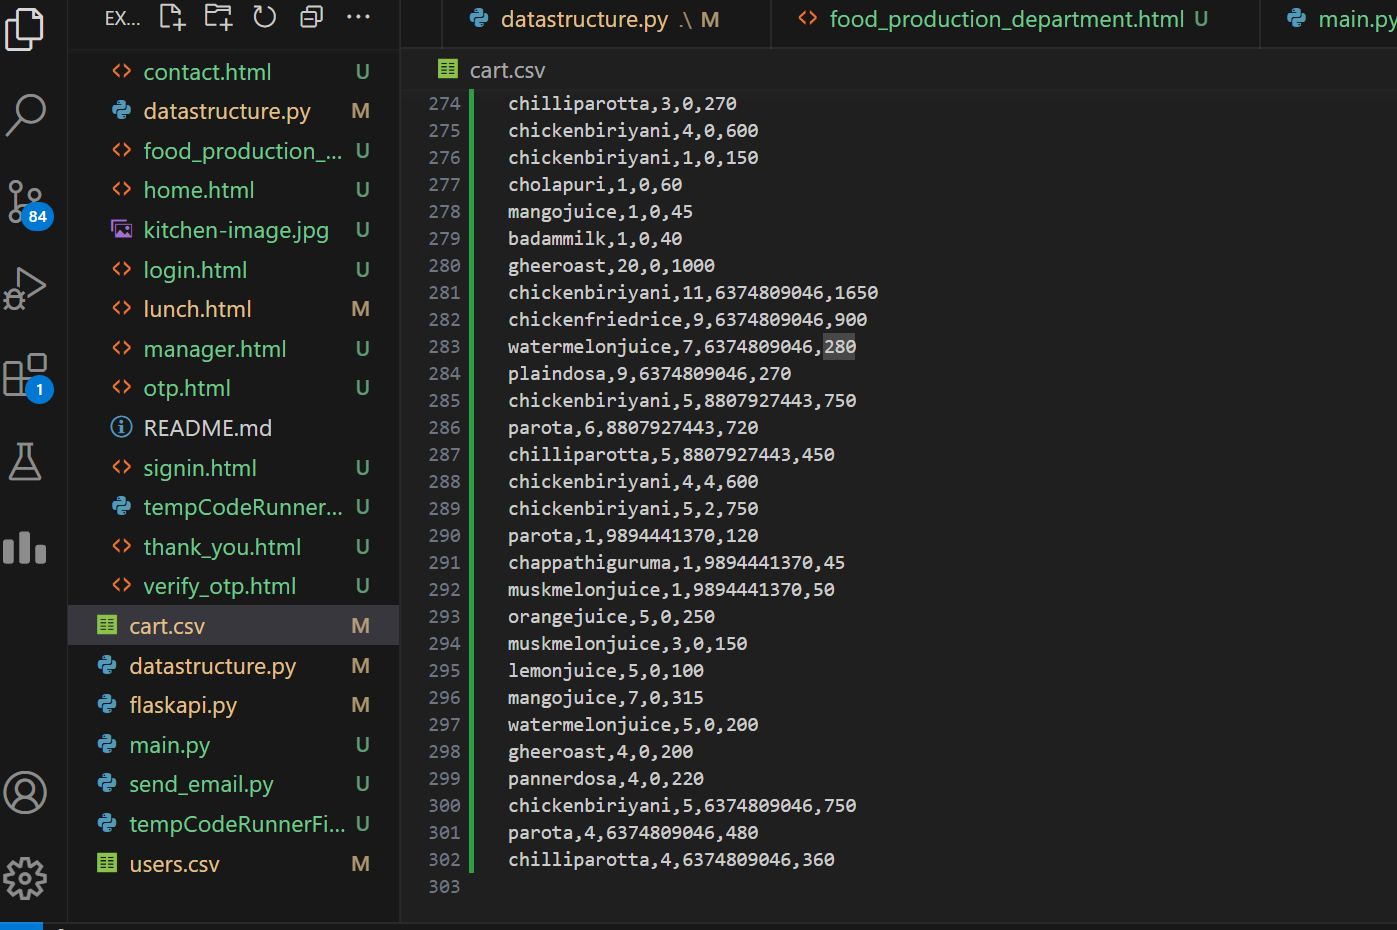 EX... ...
contact.html U
datastructure.py M
food_production_... U
home.html U
kitchen-image.jpg U
login.html U
lunch.html M
manager.html U
otp.html U
README.md
signin.html U
tempCodeRunner... U
thank_you.html U
verify_otp.html U
cart.csv M
datastructure.py M
flaskapi.py M
main.py U
send_email.py U
tempCodeRunnerFi... U
users.csv M
84
1
datastructure.py .\ M
food_production_department.html U
main.py
cart.csv
274 chilliparotta,3,0,270
275 chickenbiriyani,4,0,600
276 chickenbiriyani,1,0,150
277 cholapuri,1,0,60
278 mangojuice,1,0,45
279 badammilk,1,0,40
280 gheeroast,20,0,1000
281 chickenbiriyani,11,6374809046,1650
282 chickenfriedrice,9,6374809046,900
283 watermelonjuice,7,6374809046,280
284 plaindosa,9,6374809046,270
285 chickenbiriyani,5,8807927443,750
286 parota,6,8807927443,720
287 chilliparotta,5,8807927443,450
288 chickenbiriyani,4,4,600
289 chickenbiriyani,5,2,750
290 parota,1,9894441370,120
291 chappathiguruma,1,9894441370,45
292 muskmelonjuice,1,9894441370,50
293 orangejuice,5,0,250
294 muskmelonjuice,3,0,150
295 lemonjuice,5,0,100
296 mangojuice,7,0,315
297 watermelonjuice,5,0,200
298 gheeroast,4,0,200
299 pannerdosa,4,0,220
300 chickenbiriyani,5,6374809046,750
301 parota,4,6374809046,480
302 chilliparotta,4,6374809046,360
303